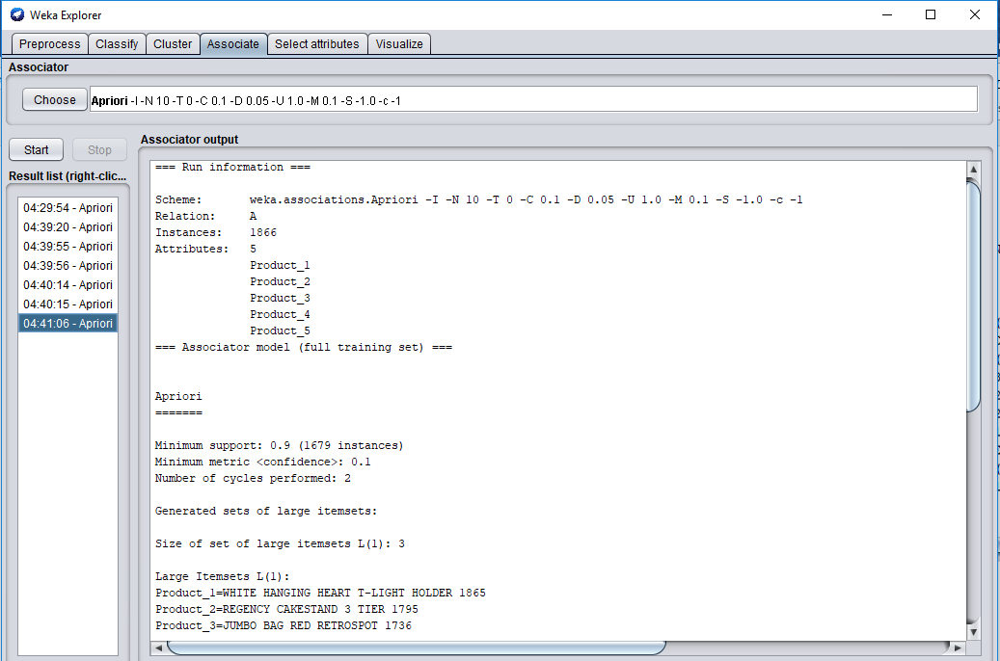 Weka Explorer
Preprocess Classify Cluster Associate Select attributes Visualize
Associator
Choose Apriori -I -N 10 -T 0 -C 0.1 -D 0.05 -U 1.0 -M 0.1 -S -1.0 -c -1
Start Stop
Result list (right-clic...
04:29:54 - Apriori
04:39:20 - Apriori
04:39:55 - Apriori
04:39:56 - Apriori
04:40:14 - Apriori
04:40:15 - Apriori
04:41:06 - Apriori
Associator output
=== Run information ===
Scheme: weka.associations.Apriori -I -N 10 -T 0 -C 0.1 -D 0.05 -U 1.0 -M 0.1 -S -1.0 -c -1
Relation: A
Instances: 1866
Attributes: 5
Product_1
Product_2
Product_3
Product_4
Product_5
=== Associator model (full training set) ===
Apriori
=======
Minimum support: 0.9 (1679 instances)
Minimum metric <confidence>: 0.1
Number of cycles performed: 2
Generated sets of large itemsets:
Size of set of large itemsets L(1): 3
Large Itemsets L(1):
Product_1=WHITE HANGING HEART T-LIGHT HOLDER 1865
Product_2=REGENCY CAKESTAND 3 TIER 1795
Product_3=JUMBO BAG RED RETROSPOT 1736